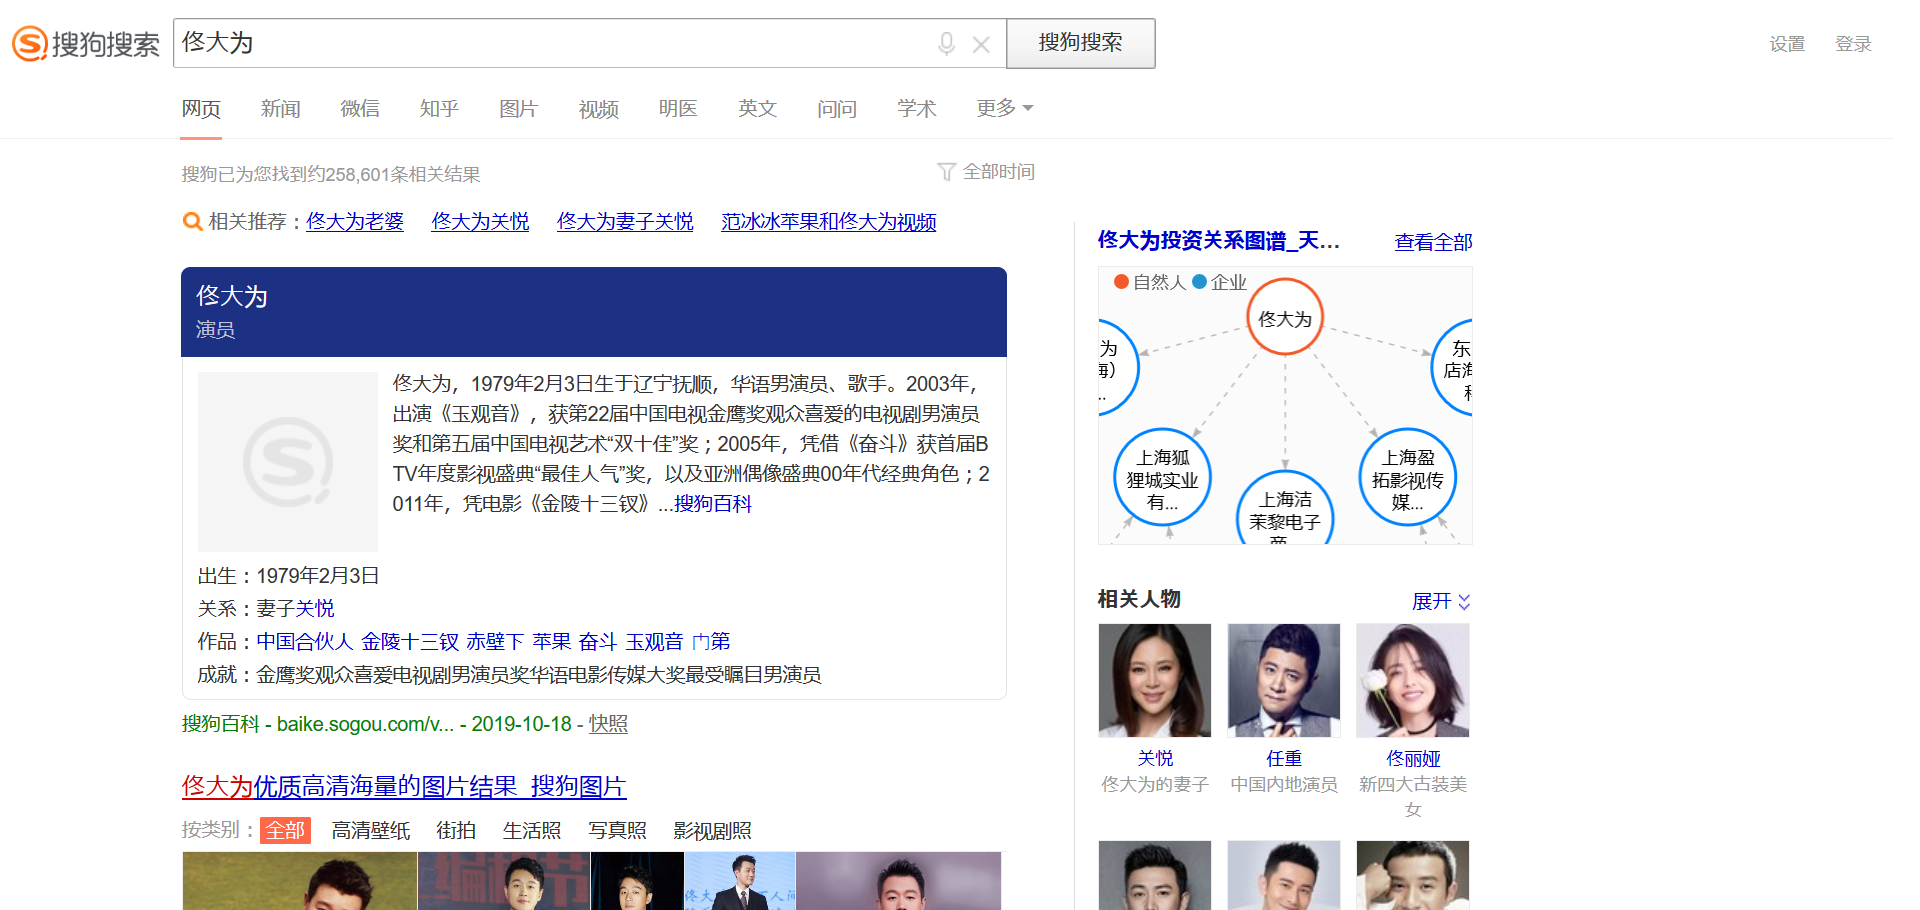 搜狗搜索
佟大为
搜狗搜索
设置 登录
网页 新闻 微信 知乎 图片 视频 明医 英文 问问 学术 更多
搜狗已为您找到约258,601条相关结果
全部时间
相关推荐：佟大为老婆 佟大为关悦 佟大为妻子关悦 范冰冰苹果和佟大为视频
佟大为
演员
佟大为，1979年2月3日生于辽宁抚顺，华语男演员、歌手。2003年，
出演《玉观音》，获第22届中国电视金鹰奖观众喜爱的电视剧男演员
奖和第五届中国电视艺术“双十佳”奖；2005年，凭借《奋斗》获首届B
TV年度影视盛典“最佳人气”奖，以及亚洲偶像盛典00年代经典角色；2
011年，凭电影《金陵十三钗》...搜狗百科
出生：1979年2月3日
关系：妻子关悦
作品：中国合伙人 金陵十三钗 赤壁下 苹果 奋斗 玉观音 门第
成就：金鹰奖观众喜爱电视剧男演员奖华语电影传媒大奖最受瞩目男演员
搜狗百科 - baike.sogou.com/v... - 2019-10-18 - 快照
佟大为优质高清海量的图片结果_搜狗图片
按类别：全部 高清壁纸 街拍 生活照 写真照 影视剧照
佟大为投资关系图谱_天... 查看全部
自然人 企业
佟大为
为
海）
...
东
店海
上海狐
狸城实业
有...
上海洁
茉黎电子
商...
上海盈
拓影视传
媒...
相关人物 展开
关悦 任重 佟丽娅
佟大为的妻子 中国内地演员 新四大古装美
女